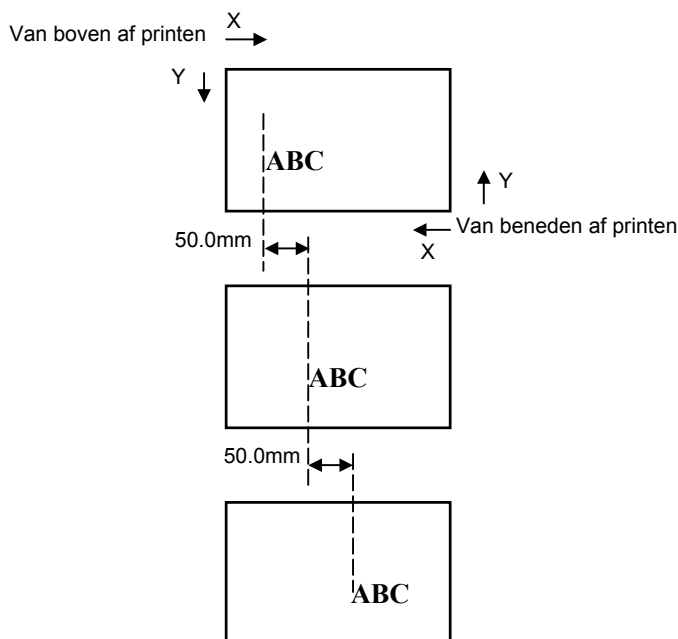 X
Van boven af printen
Y
ABC
Y
Van beneden af printen
X
50.0mm
ABC
50.0mm
ABC